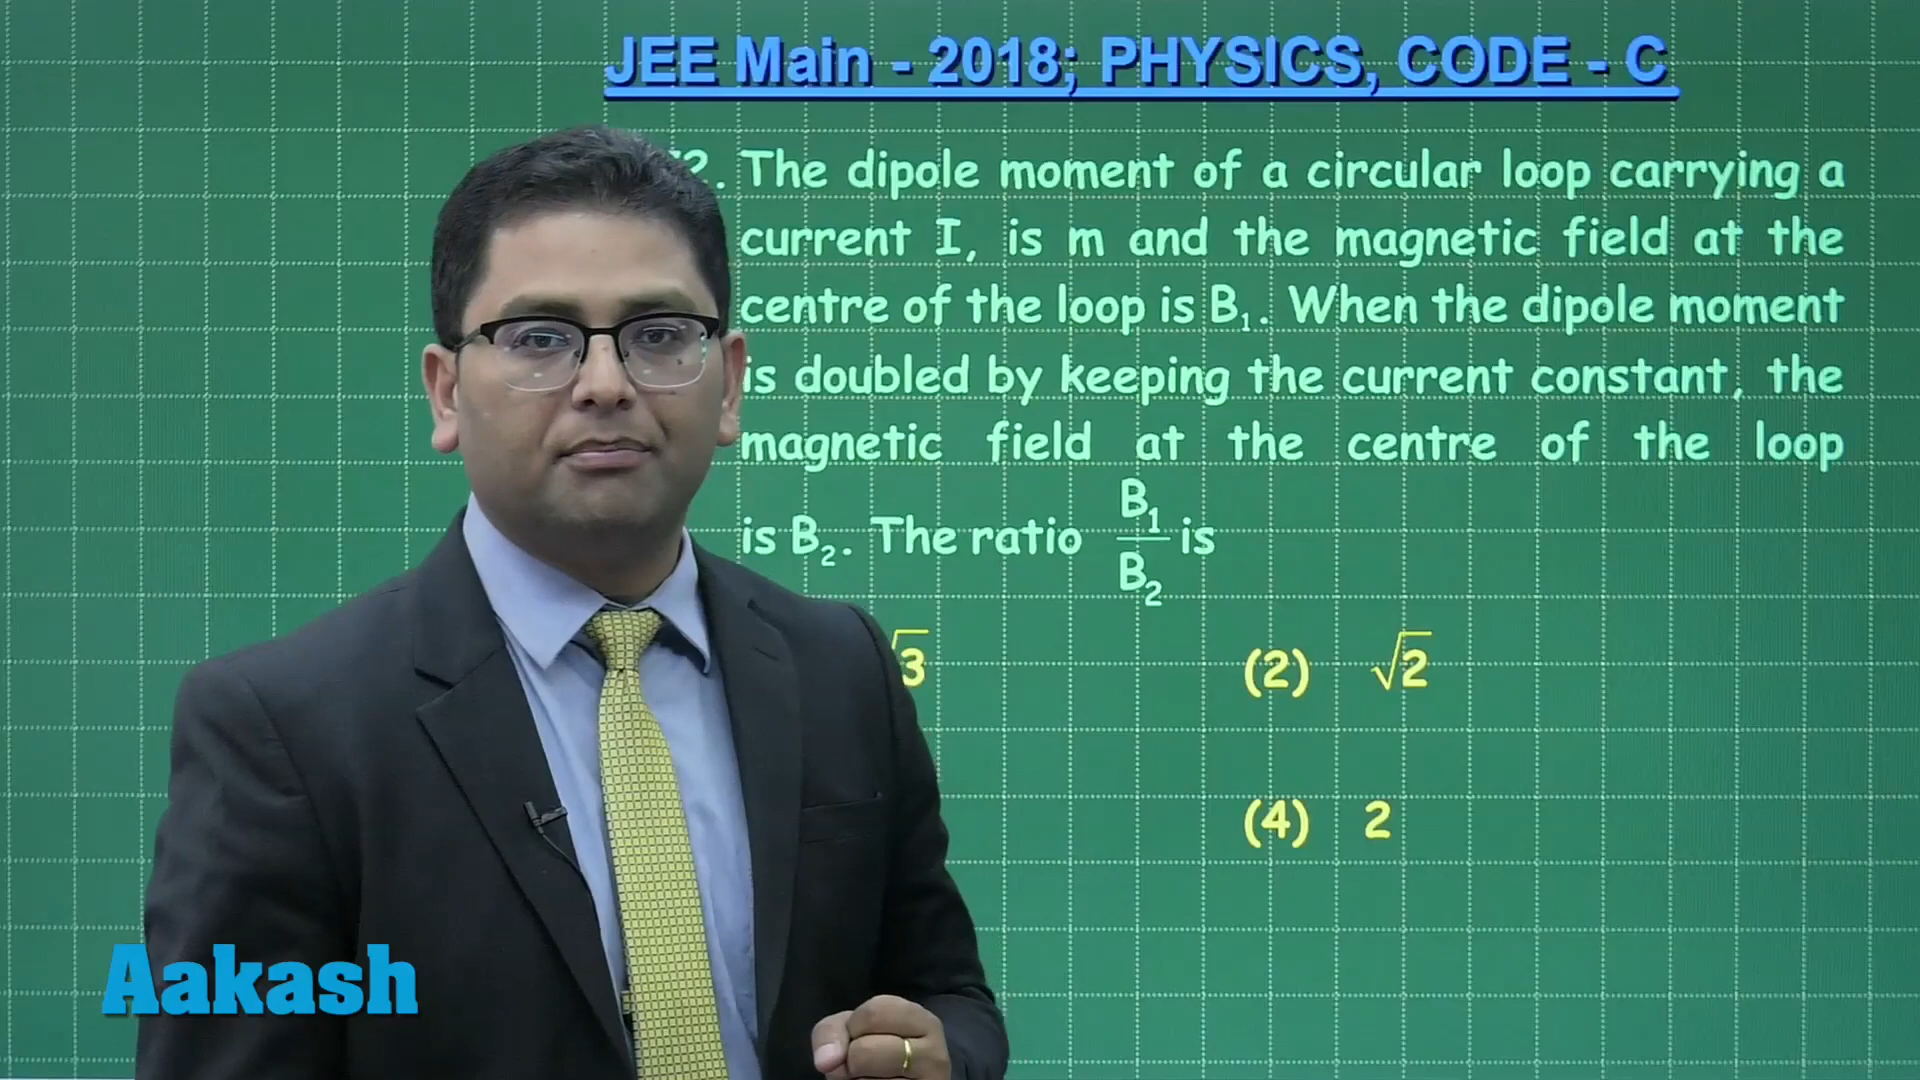 JEE Main - 2018; PHYSICS, CODE - C
2. The dipole moment of a circular loop carrying a
current I, is m and the magnetic field at the
centre of the loop is B₁. When the dipole moment
is doubled by keeping the current constant, the
magnetic field at the centre of the loop
is B₂. The ratio B₁/B₂ is
√3 (2) √2
(4) 2
Aakash